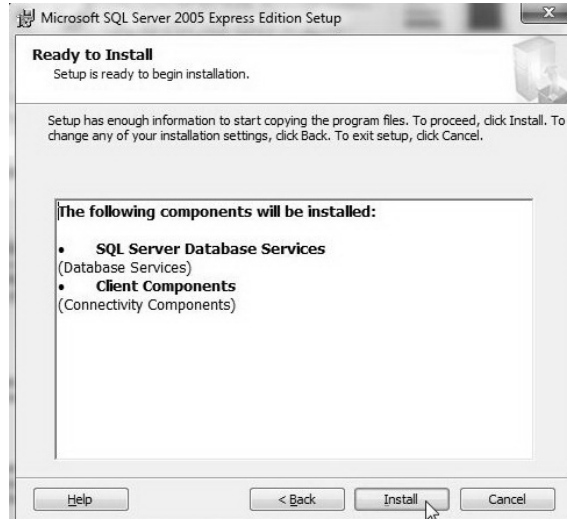 Microsoft SQL Server 2005 Express Edition Setup
X
Ready to Install
Setup is ready to begin installation.
Setup has enough information to start copying the program files. To proceed, click Install. To
change any of your installation settings, click Back. To exit setup, click Cancel.
The following components will be installed:
• SQL Server Database Services
(Database Services)
• Client Components
(Connectivity Components)
Help < Back Install Cancel